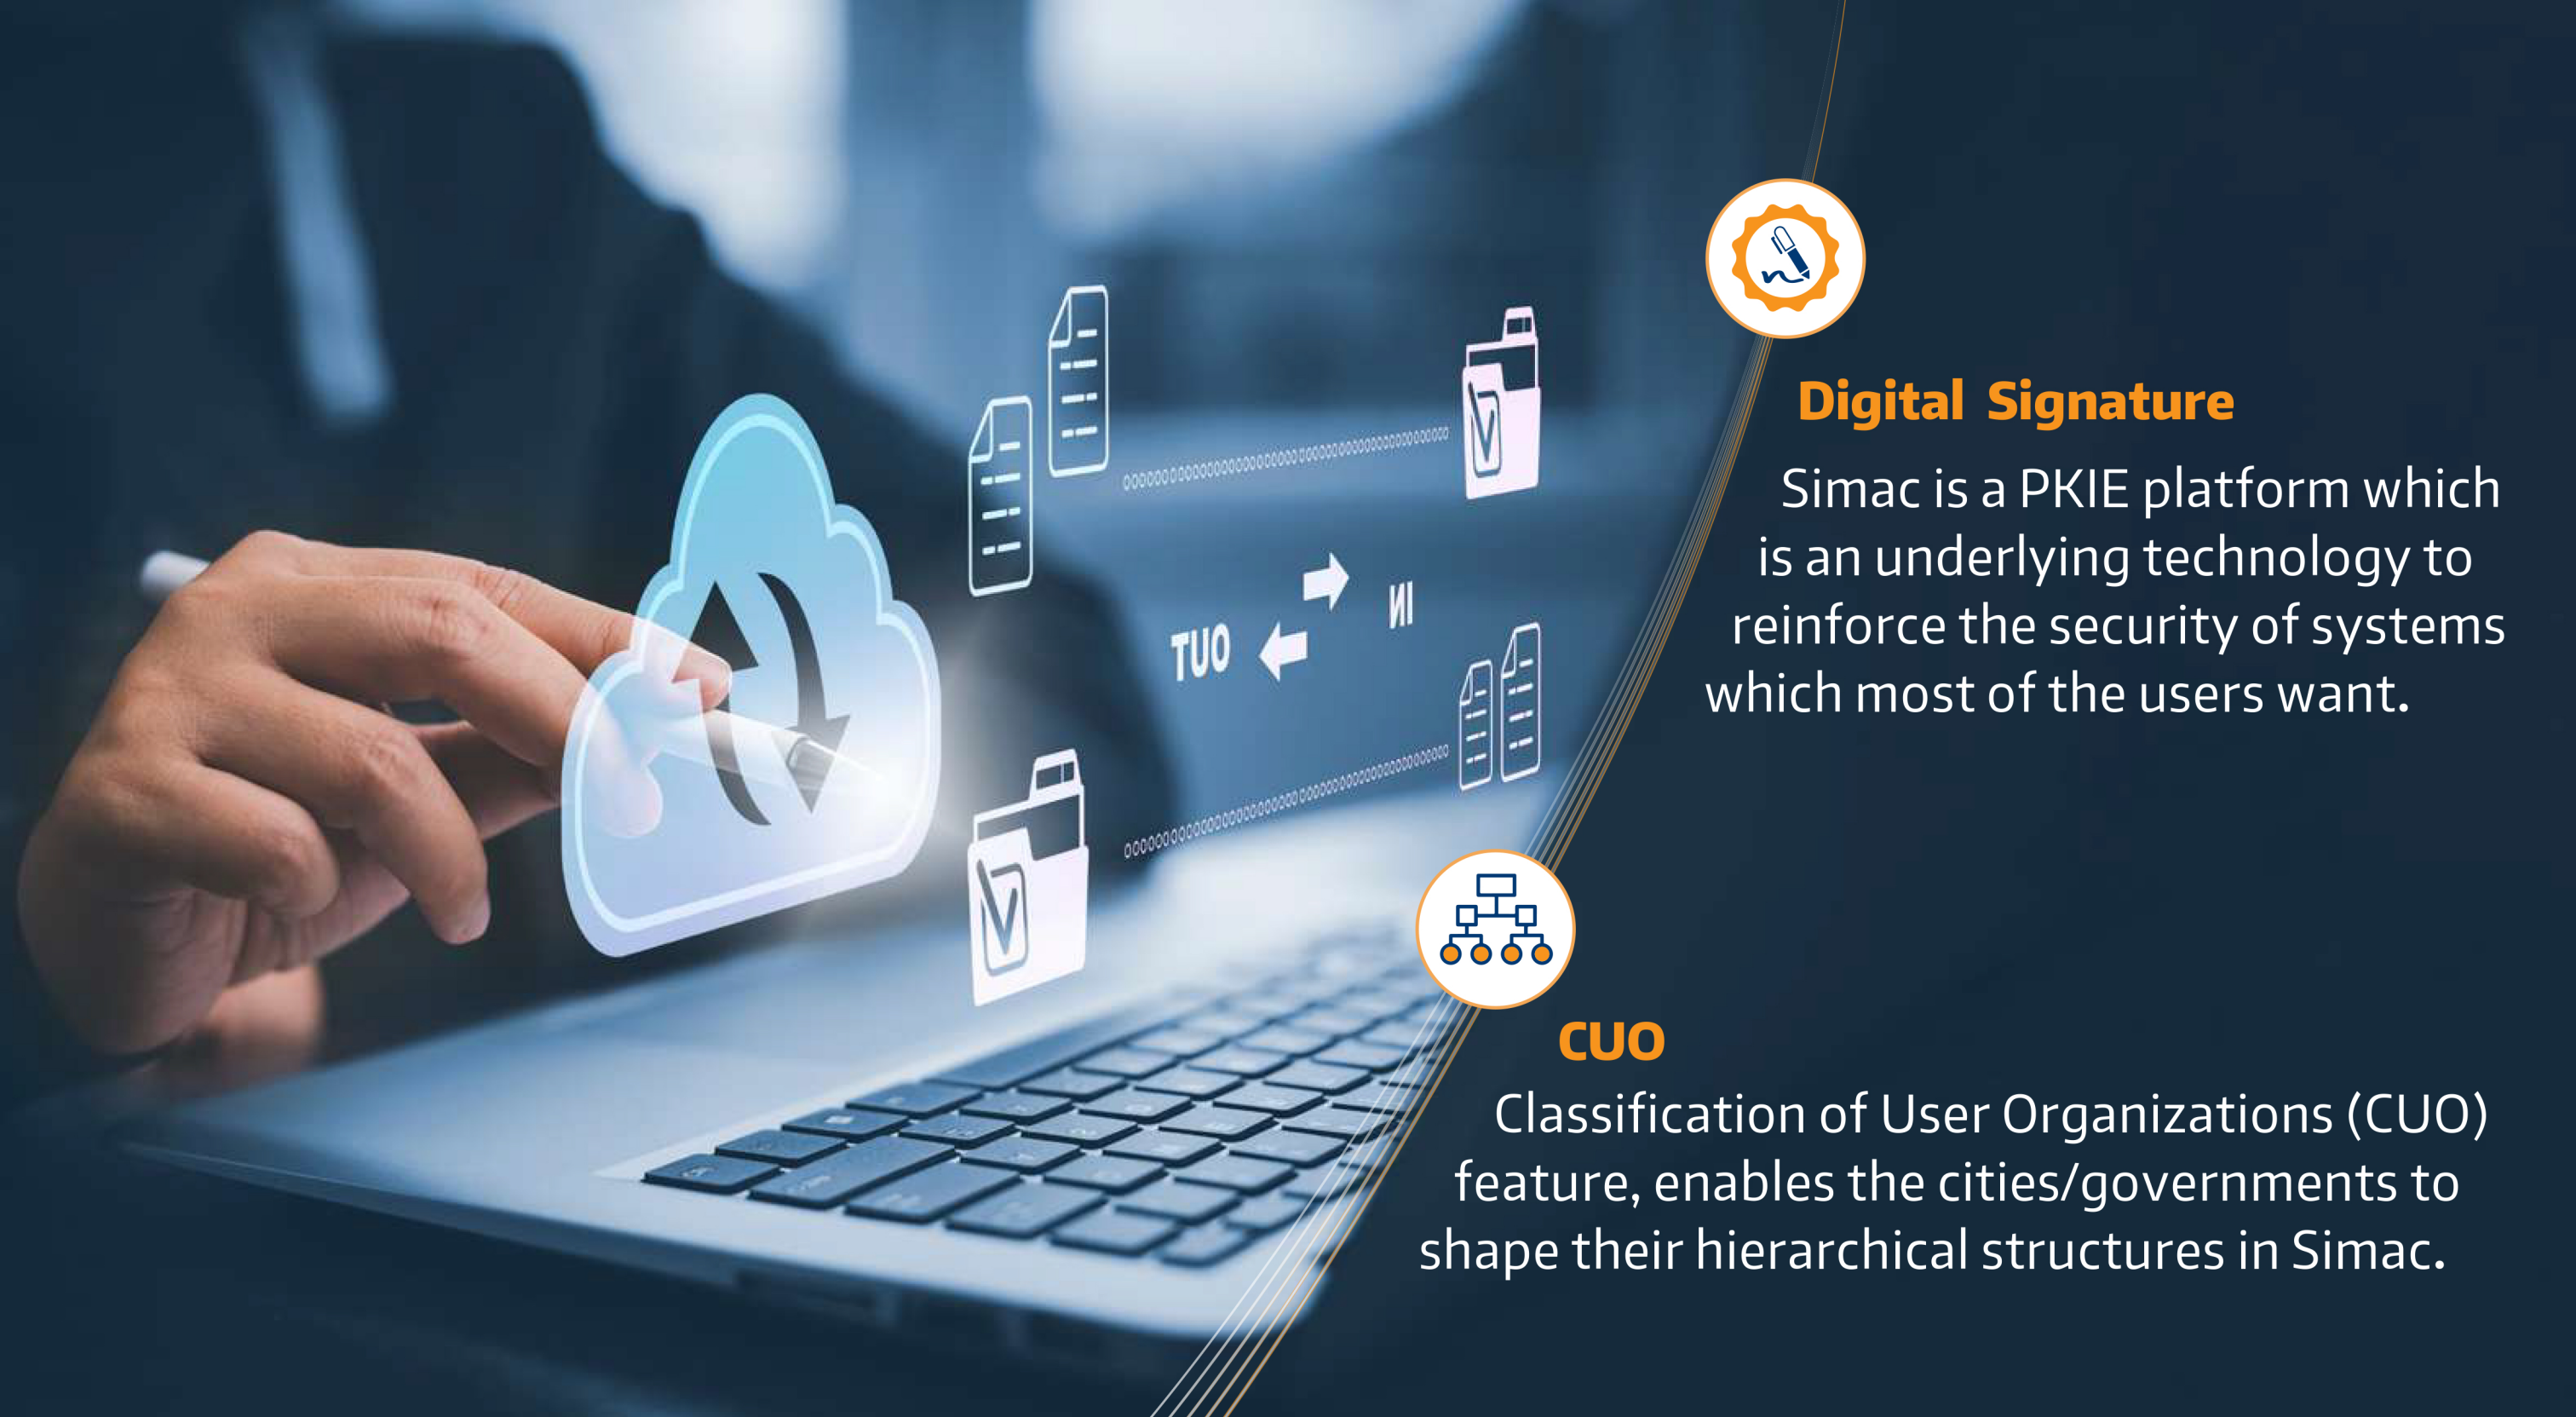 Digital Signature
Simac is a PKIE platform which
is an underlying technology to
reinforce the security of systems
which most of the users want.
TUO
NI
CUO
Classification of User Organizations (CUO)
feature, enables the cities/governments to
shape their hierarchical structures in Simac.